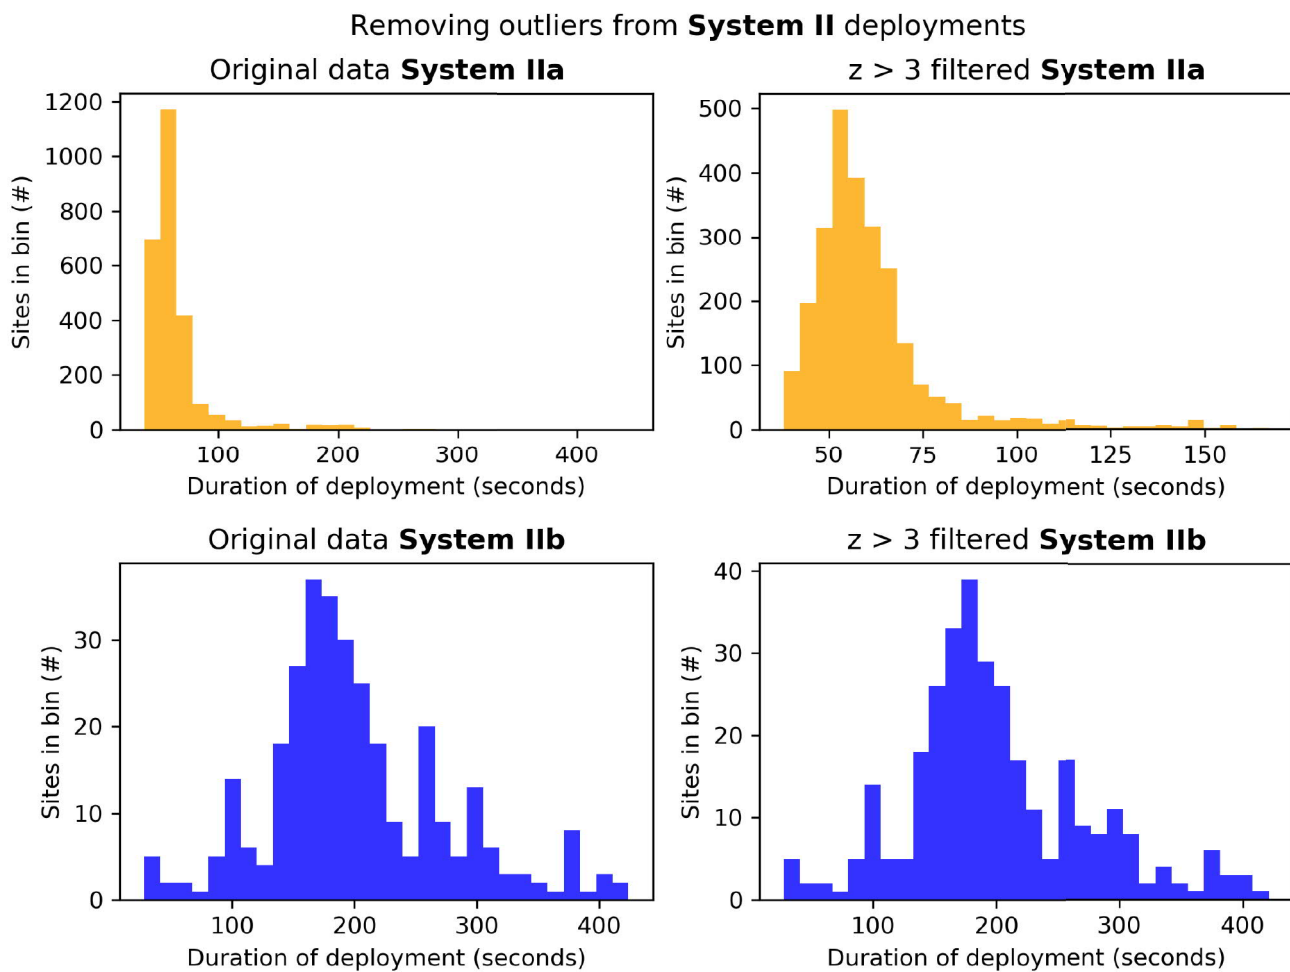 Removing outliers from System II deployments
Original data System IIa
1200
1000
800
600
400
200
0
Sites in bin (#)
100 200 300 400
Duration of deployment (seconds)
z > 3 filtered System IIa
500
400
300
200
100
0
Sites in bin (#)
50 75 100 125 150
Duration of deployment (seconds)
Original data System IIb
30
20
10
0
Sites in bin (#)
100 200 300 400
Duration of deployment (seconds)
z > 3 filtered System IIb
40
30
20
10
0
Sites in bin (#)
100 200 300 400
Duration of deployment (seconds)